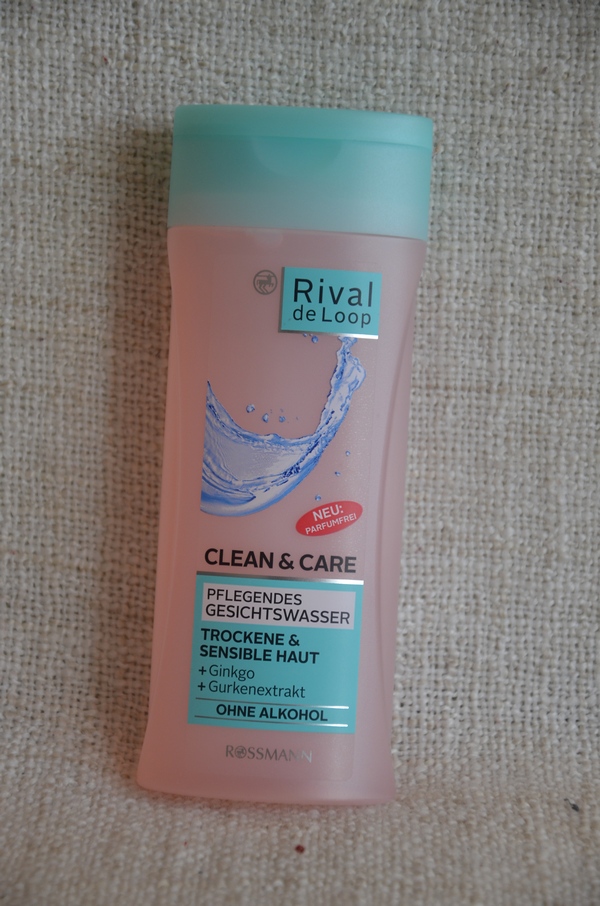 Rival
de Loop
NEU:
PARFUMFREI
CLEAN & CARE
PFLEGENDES
GESICHTSWASSER
TROCKENE &
SENSIBLE HAUT
+Ginkgo
+Gurkenextrakt
OHNE ALKOHOL
ROSSMANN